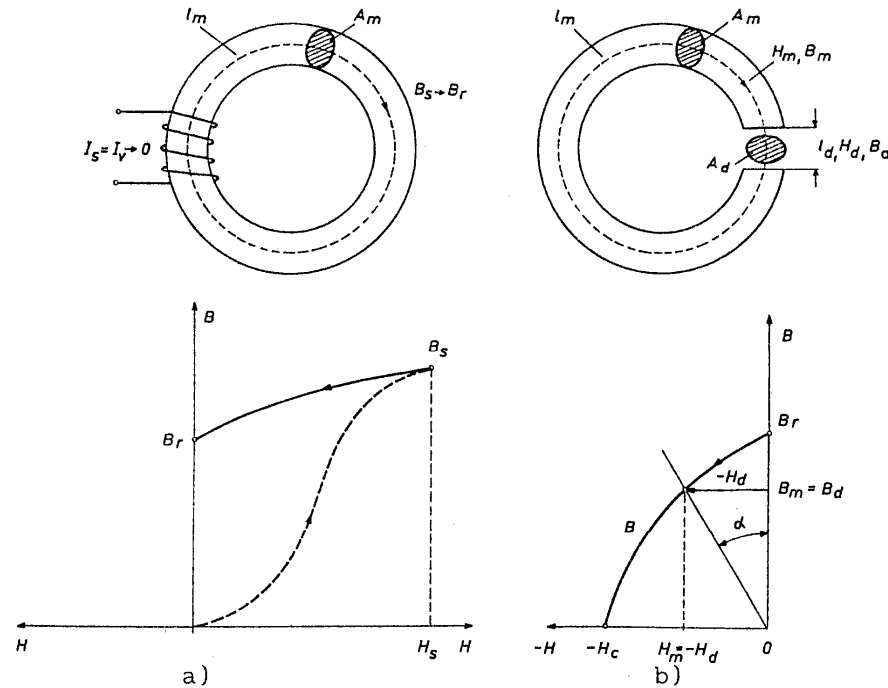 l_m
A_m
B_s → B_r
I_s = I_v → 0
l_m
A_m
H_m, B_m
A_d
l_d, H_d, B_d
B
B_s
B_r
H
H_s
H
a)
B
B_r
-H_d
B_m = B_d
B
α
-H
-H_c
H_m = -H_d
0
b)